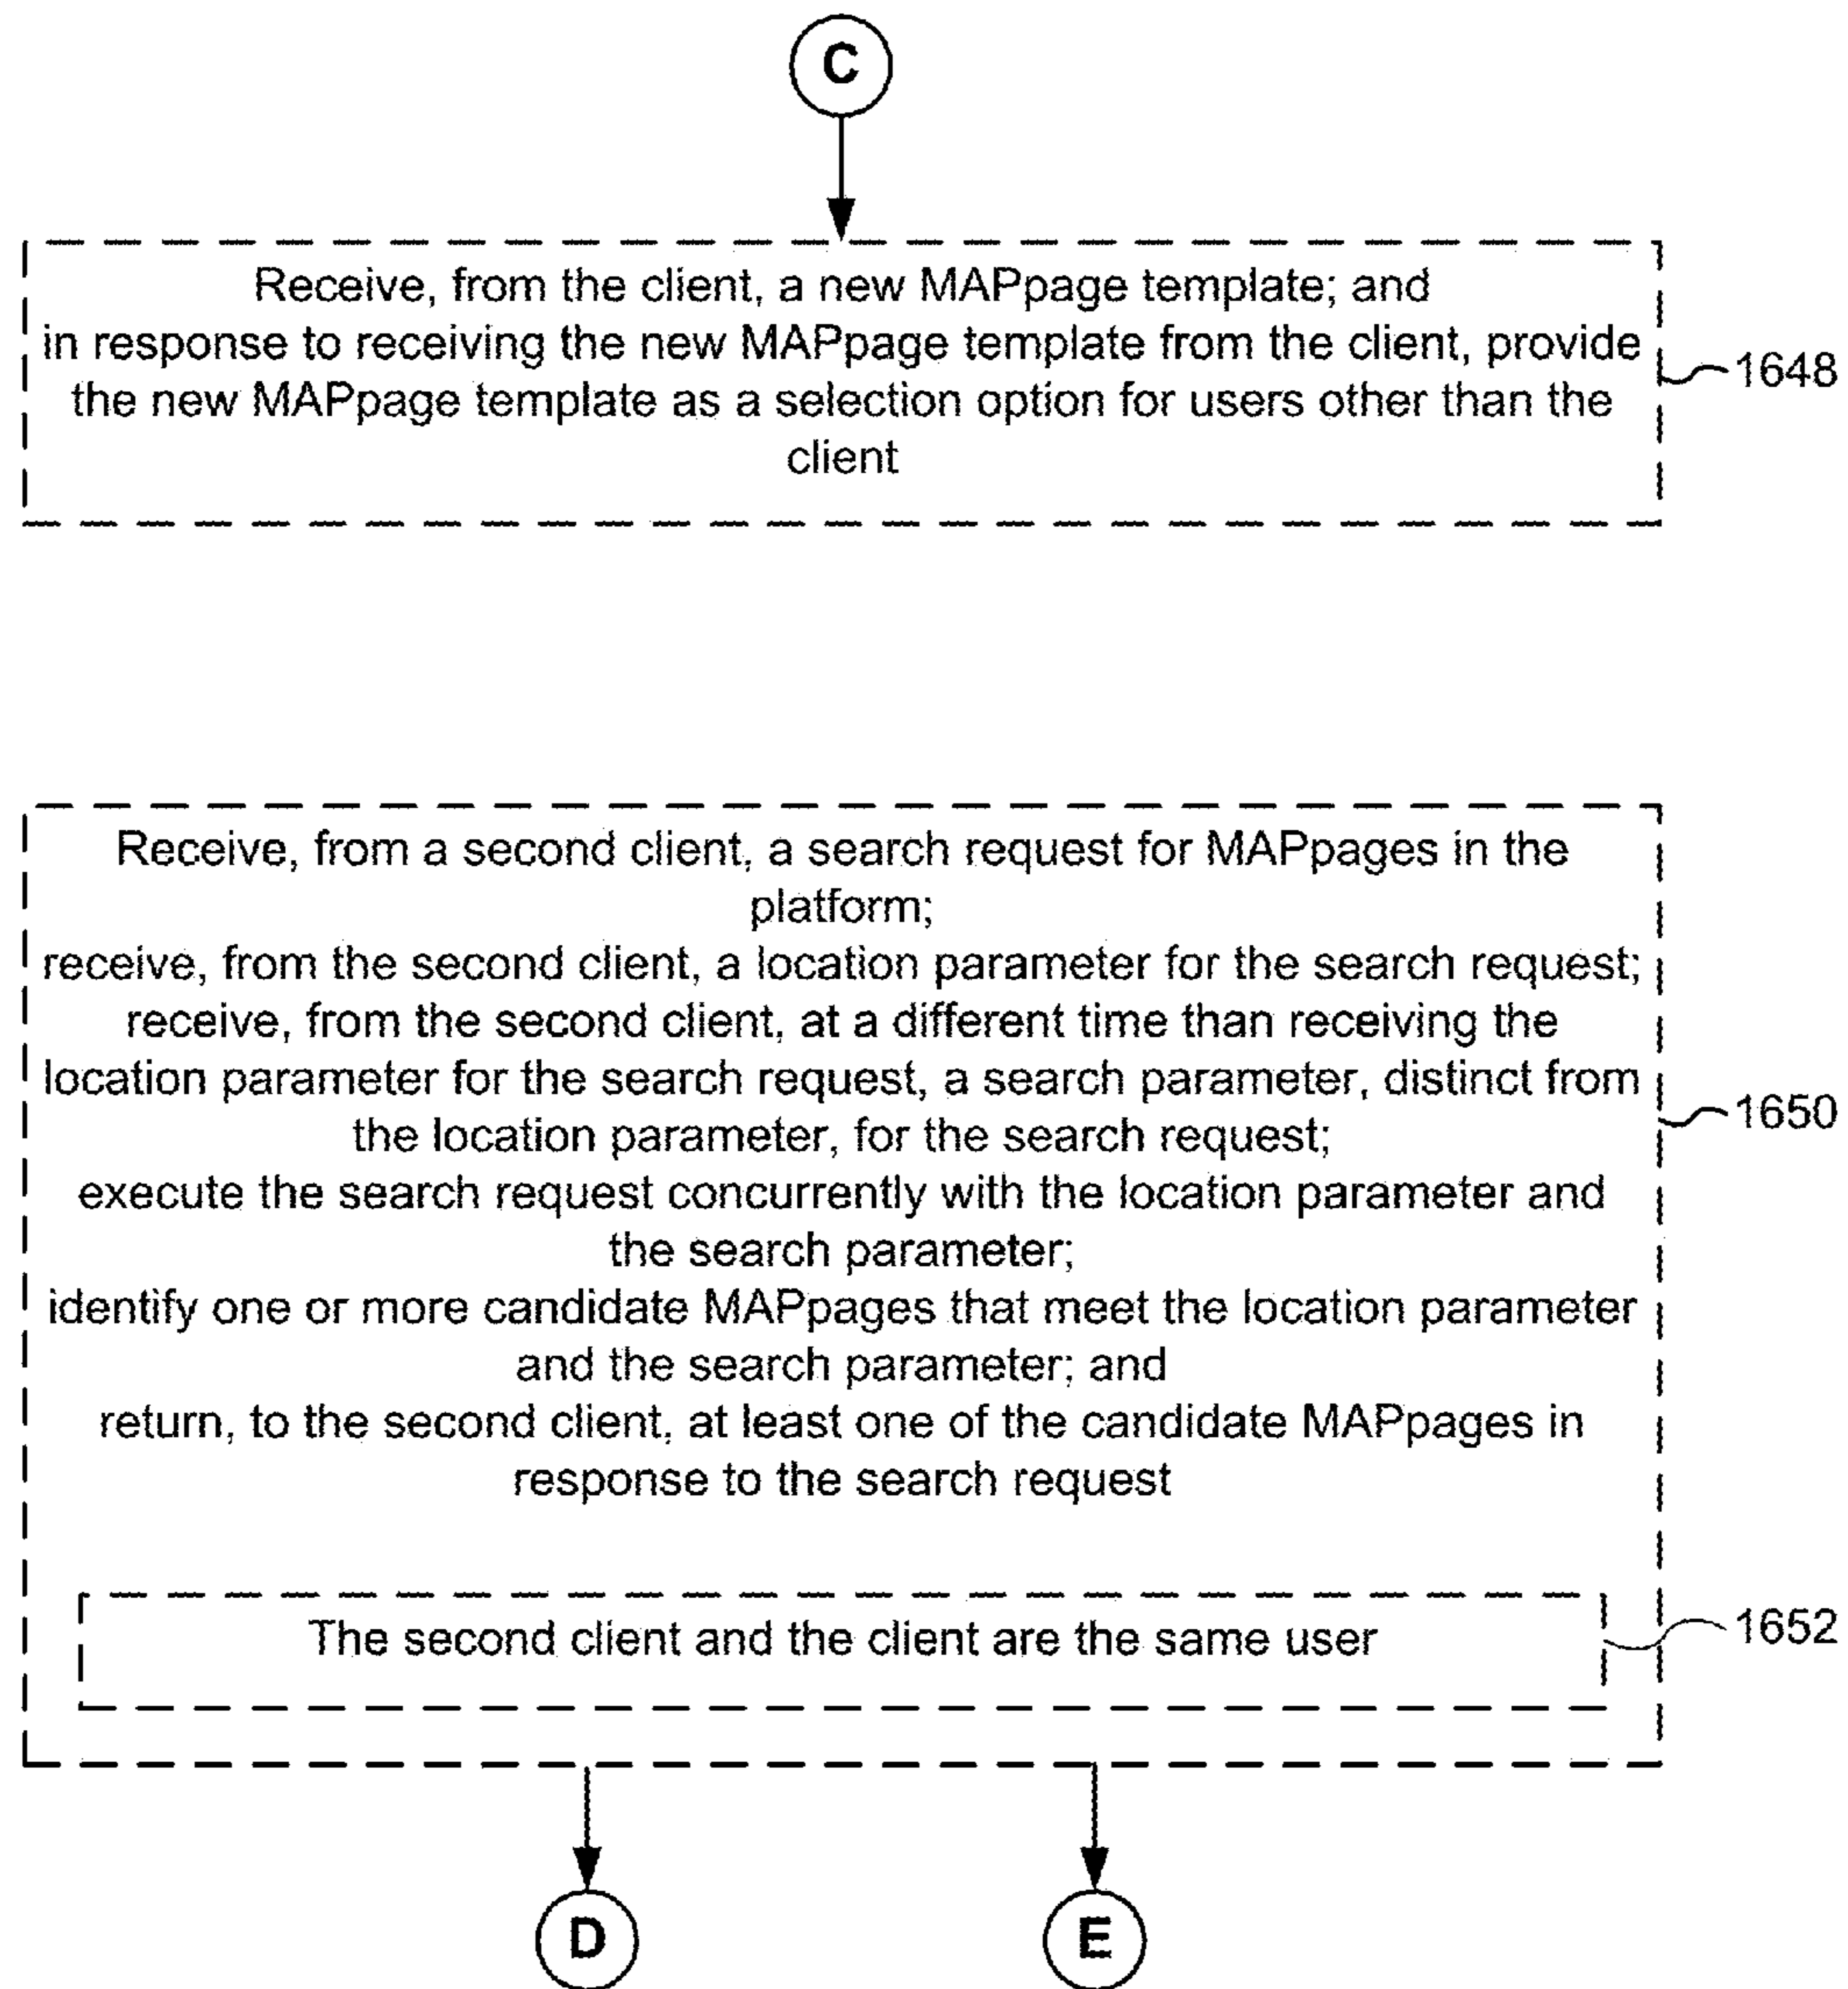 C
Receive, from the client, a new MAPpage template; and
in response to receiving the new MAPpage template from the client, provide
the new MAPpage template as a selection option for users other than the
client
1648
Receive, from a second client, a search request for MAPpages in the
platform;
receive, from the second client, a location parameter for the search request;
receive, from the second client, at a different time than receiving the
location parameter for the search request, a search parameter, distinct from
the location parameter, for the search request;
execute the search request concurrently with the location parameter and
the search parameter;
identify one or more candidate MAPpages that meet the location parameter
and the search parameter; and
return, to the second client, at least one of the candidate MAPpages in
response to the search request
1650
The second client and the client are the same user
1652
D
E